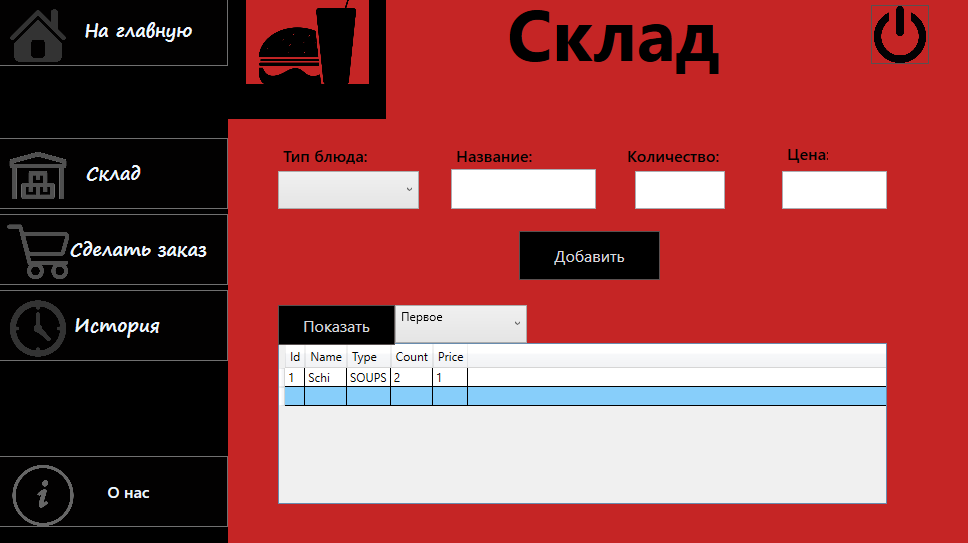 На главную
Склад
Сделать заказ
История
О нас
Склад
Тип блюда:
Название:
Количество:
Цена:
Добавить
Показать
Первое
Id Name Type Count Price
1 Schi SOUPS 2 1